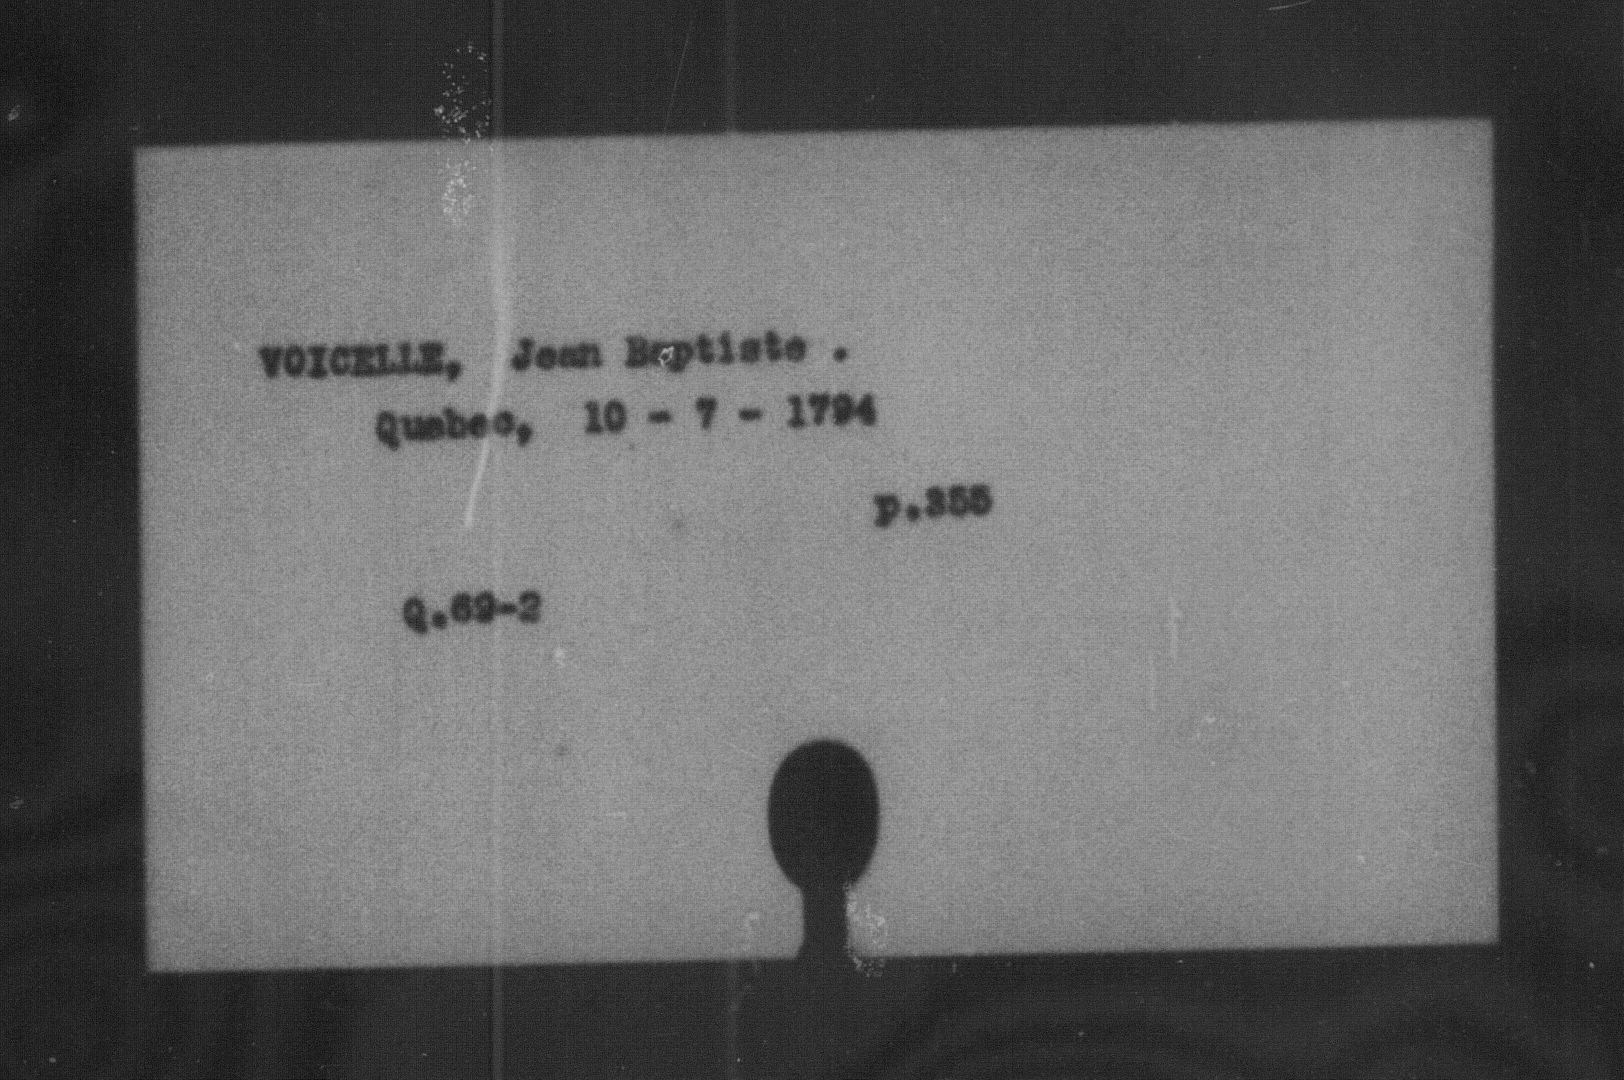 VOICELLE, Jean Baptiste .
Quebec, 10 - 7 - 1794
p.355
Q.69-2